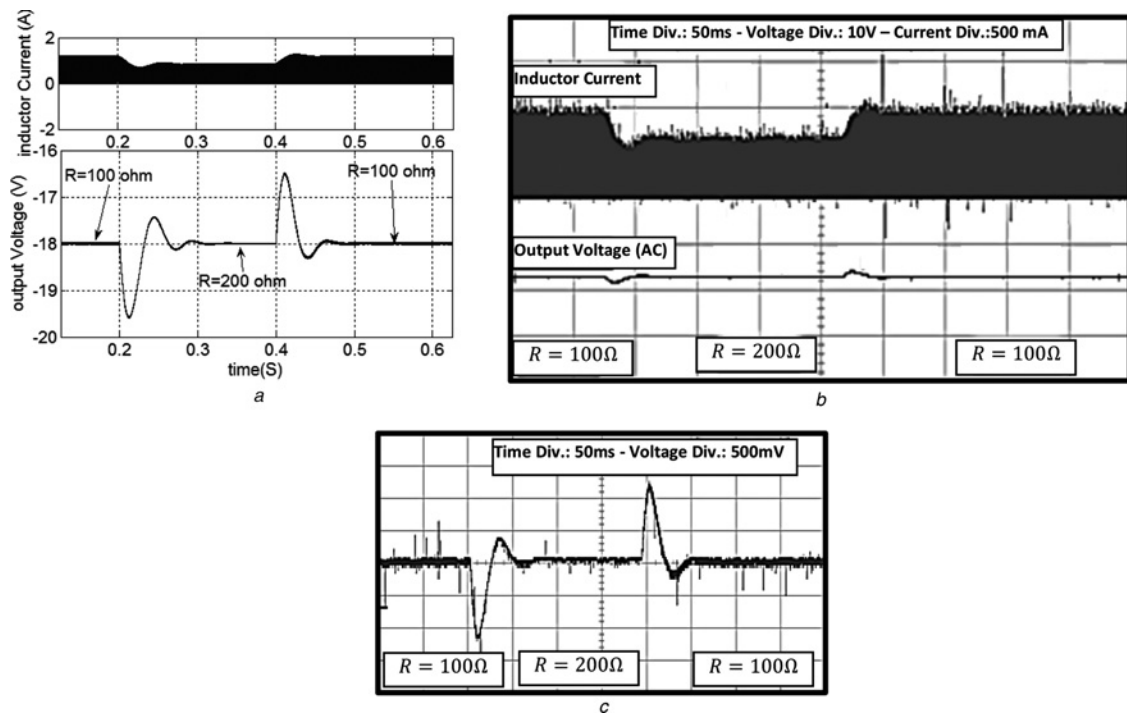 a
inductor Current (A)
2
0
-2
0.2
0.3
0.4
0.5
0.6
output Voltage (V)
-16
-17
-18
-19
-20
R=100 ohm
R=100 ohm
R=200 ohm
0.2
0.3
0.4
0.5
0.6
time(S)
a
Time Div.: 50ms - Voltage Div.: 10V – Current Div.:500 mA
Inductor Current
Output Voltage (AC)
R = 100Ω
R = 200Ω
R = 100Ω
b
Time Div.: 50ms - Voltage Div.: 500mV
R = 100Ω
R = 200Ω
R = 100Ω
c